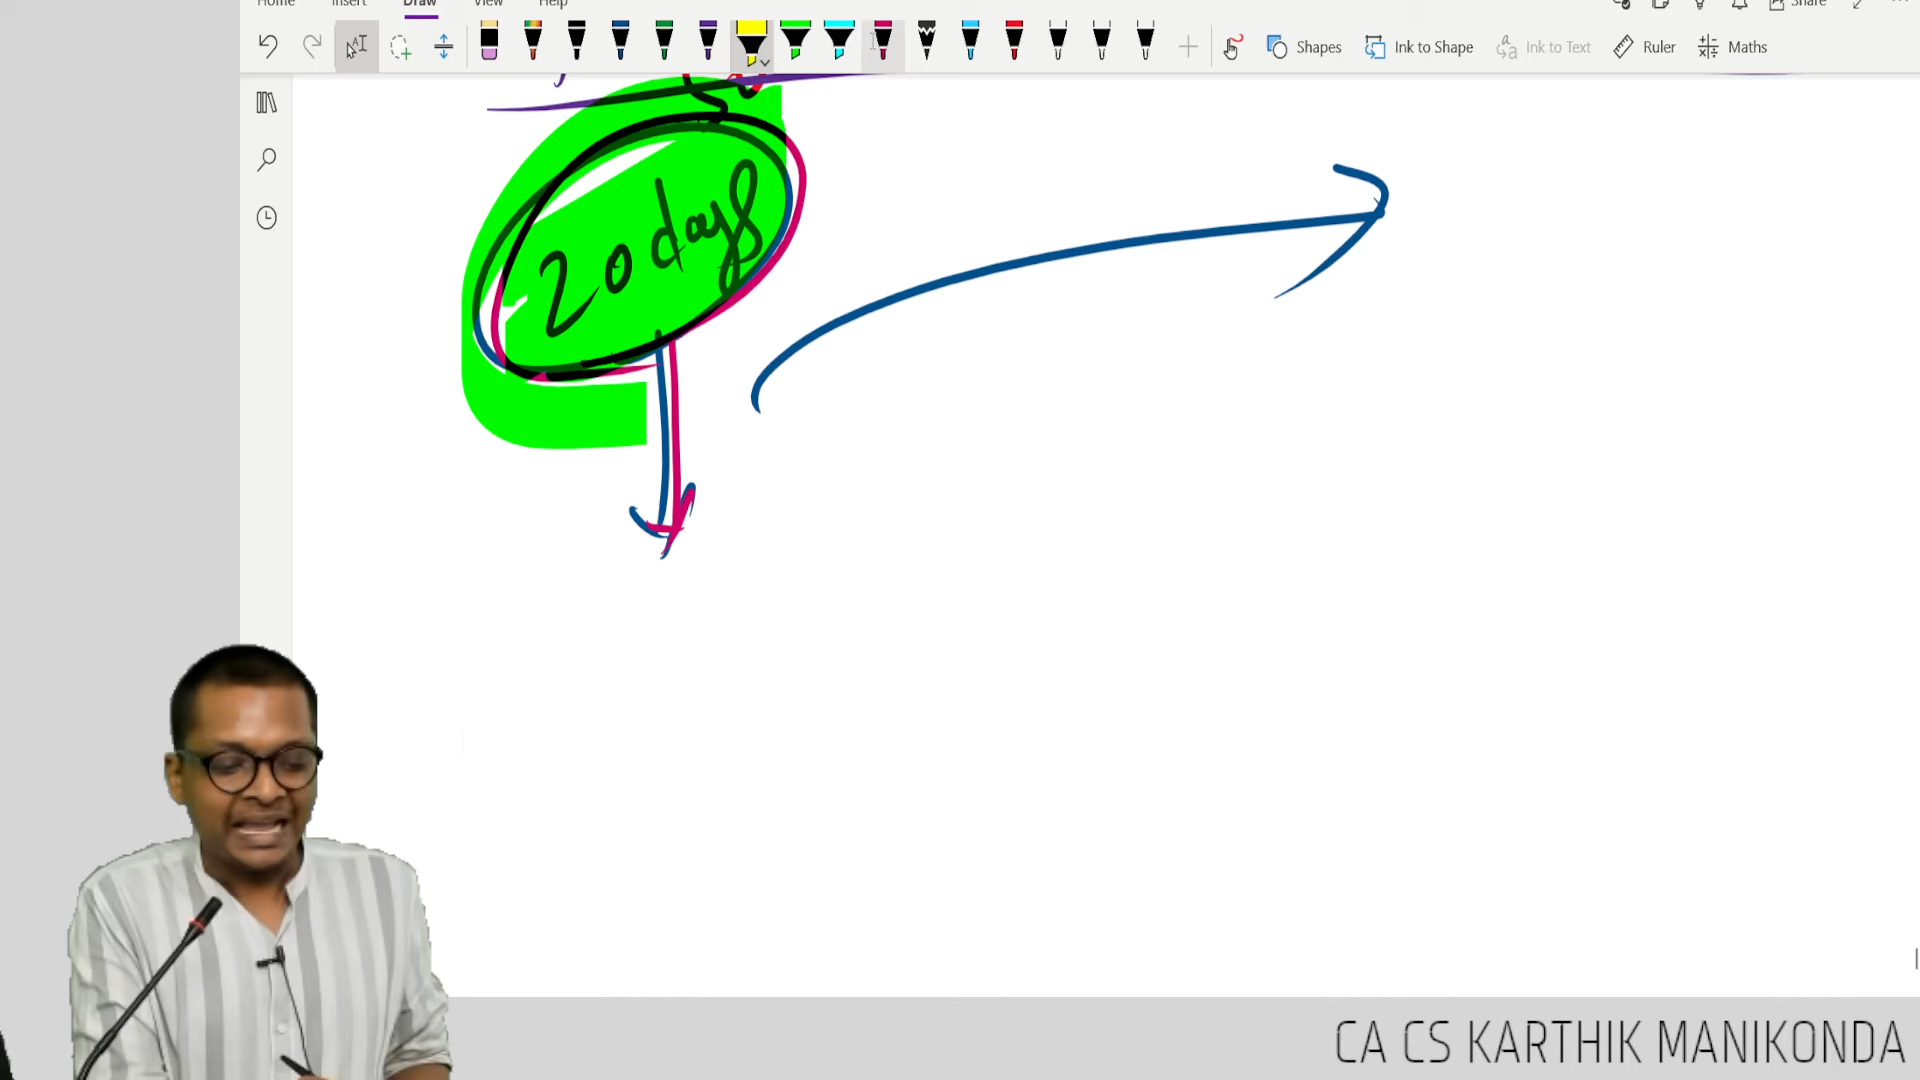 Home Insert Draw View Help Share
Shapes Ink to Shape Ink to Text Ruler Maths
20 days
CA CS KARTHIK MANIKONDA